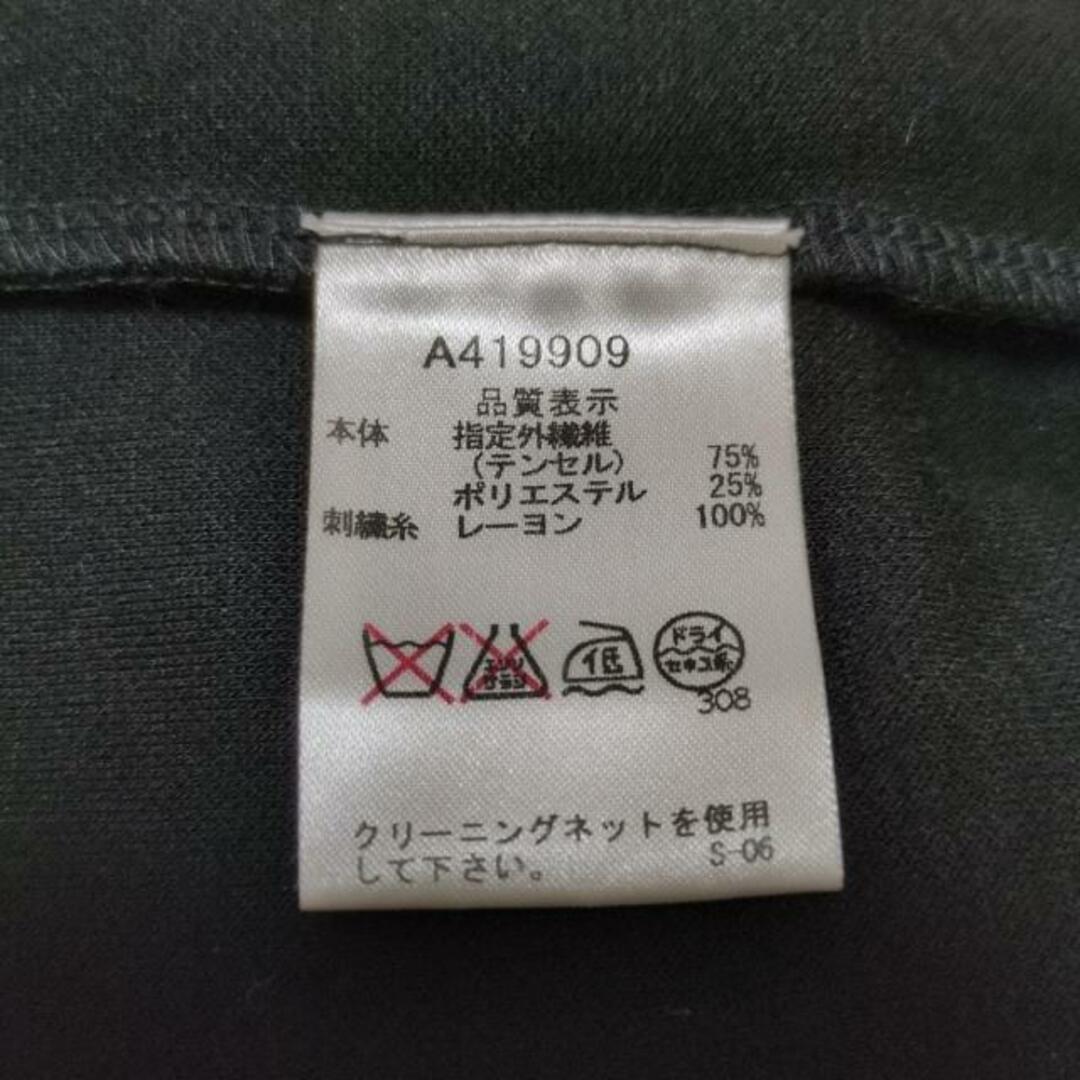 A419909
品質表示
本体 指定外繊維
(テンセル) 75%
ポリエステル 25%
刺繍糸 レーヨン 100%
エンソ サラシ 低 ドライ セキユ系
308
クリーニングネットを使用
して下さい。 S-06